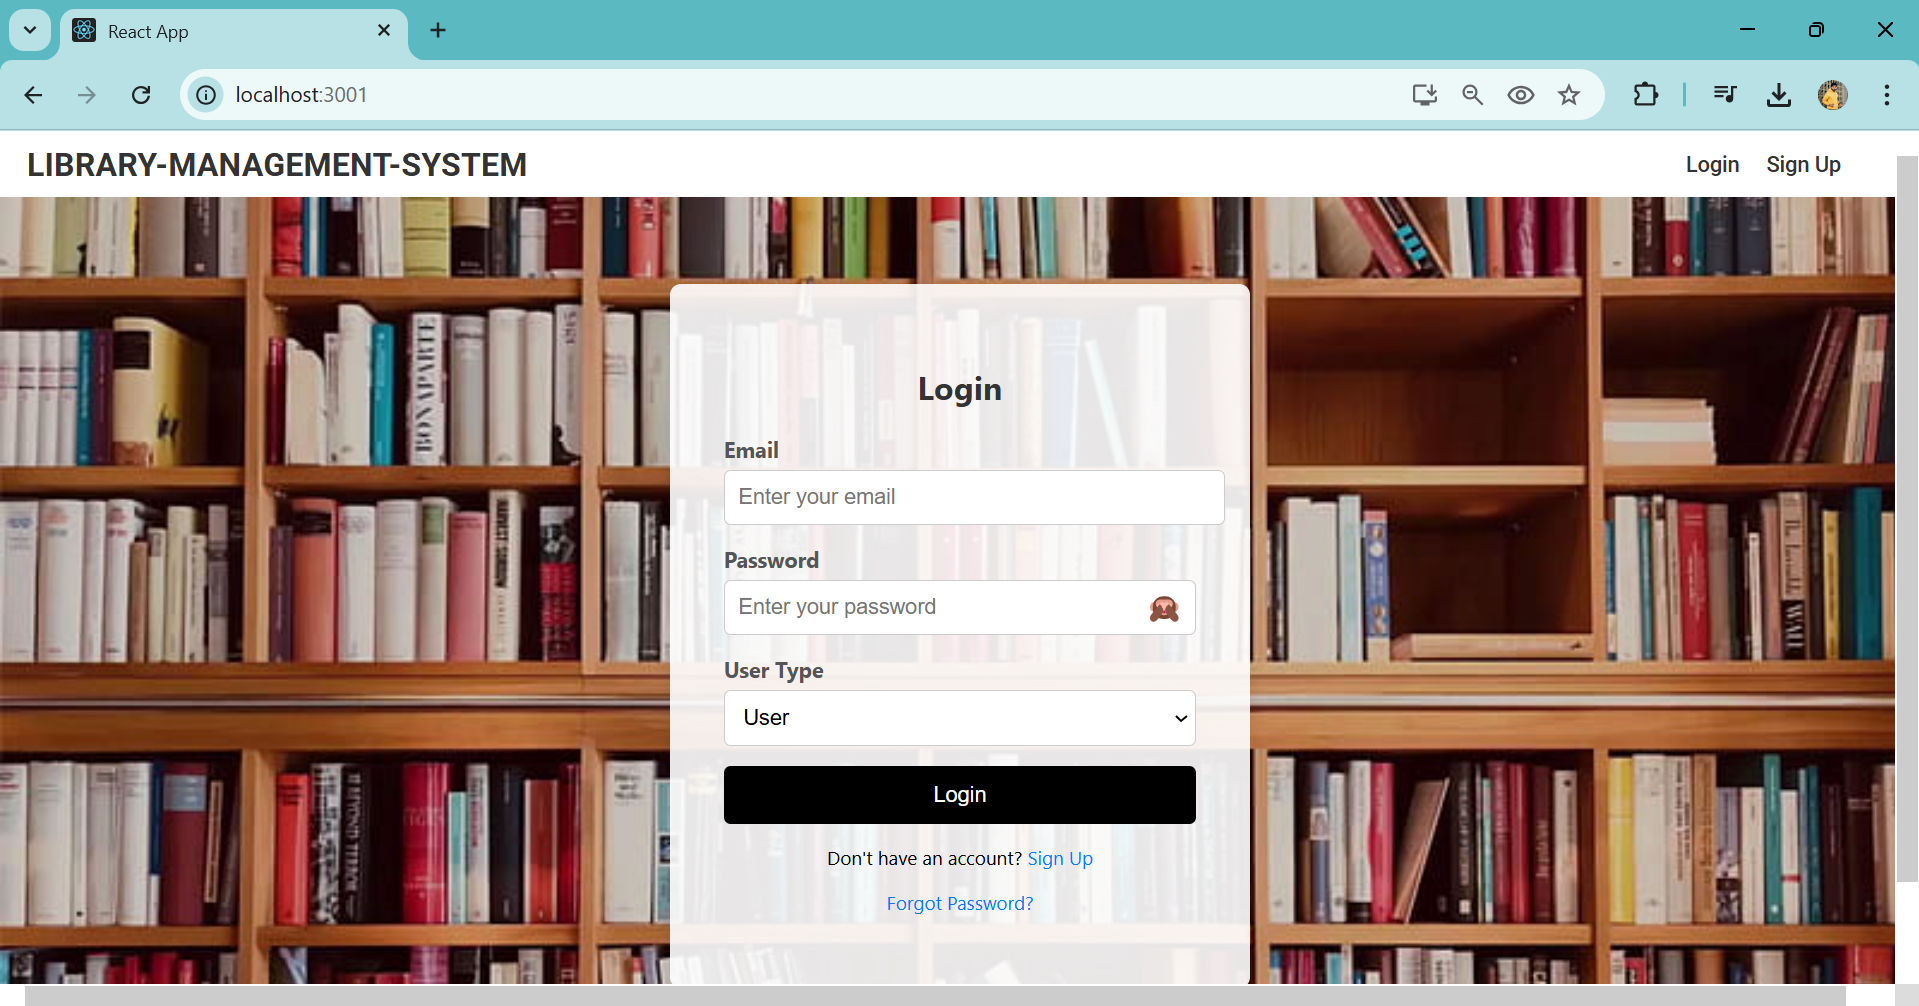 React App
localhost:3001
LIBRARY-MANAGEMENT-SYSTEM
Login Sign Up
BONAPARTE
Login
Email
Enter your email
Password
Enter your password
User Type
User
Login
Don't have an account? Sign Up
Forgot Password?